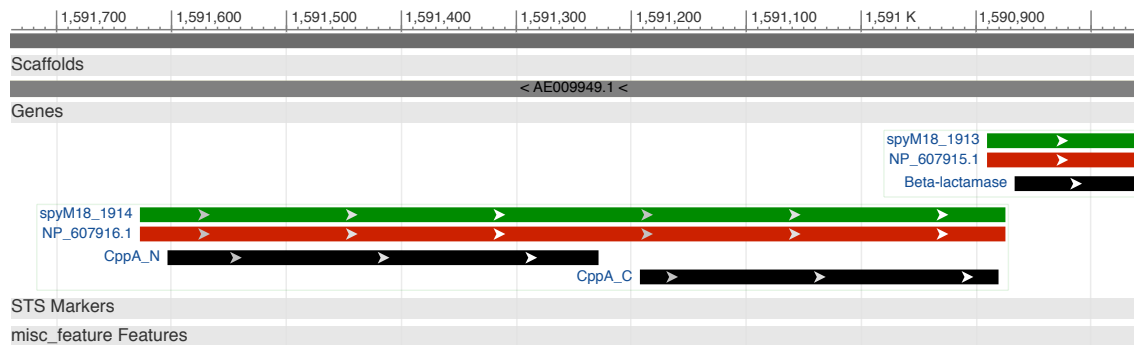 1,591,700 1,591,600 1,591,500 1,591,400 1,591,300 1,591,200 1,591,100 1,591 K 1,590,900
Scaffolds
< AE009949.1 <
Genes
spyM18_1913
NP_607915.1
Beta-lactamase
spyM18_1914
NP_607916.1
CppA_N
CppA_C
STS Markers
misc_feature Features